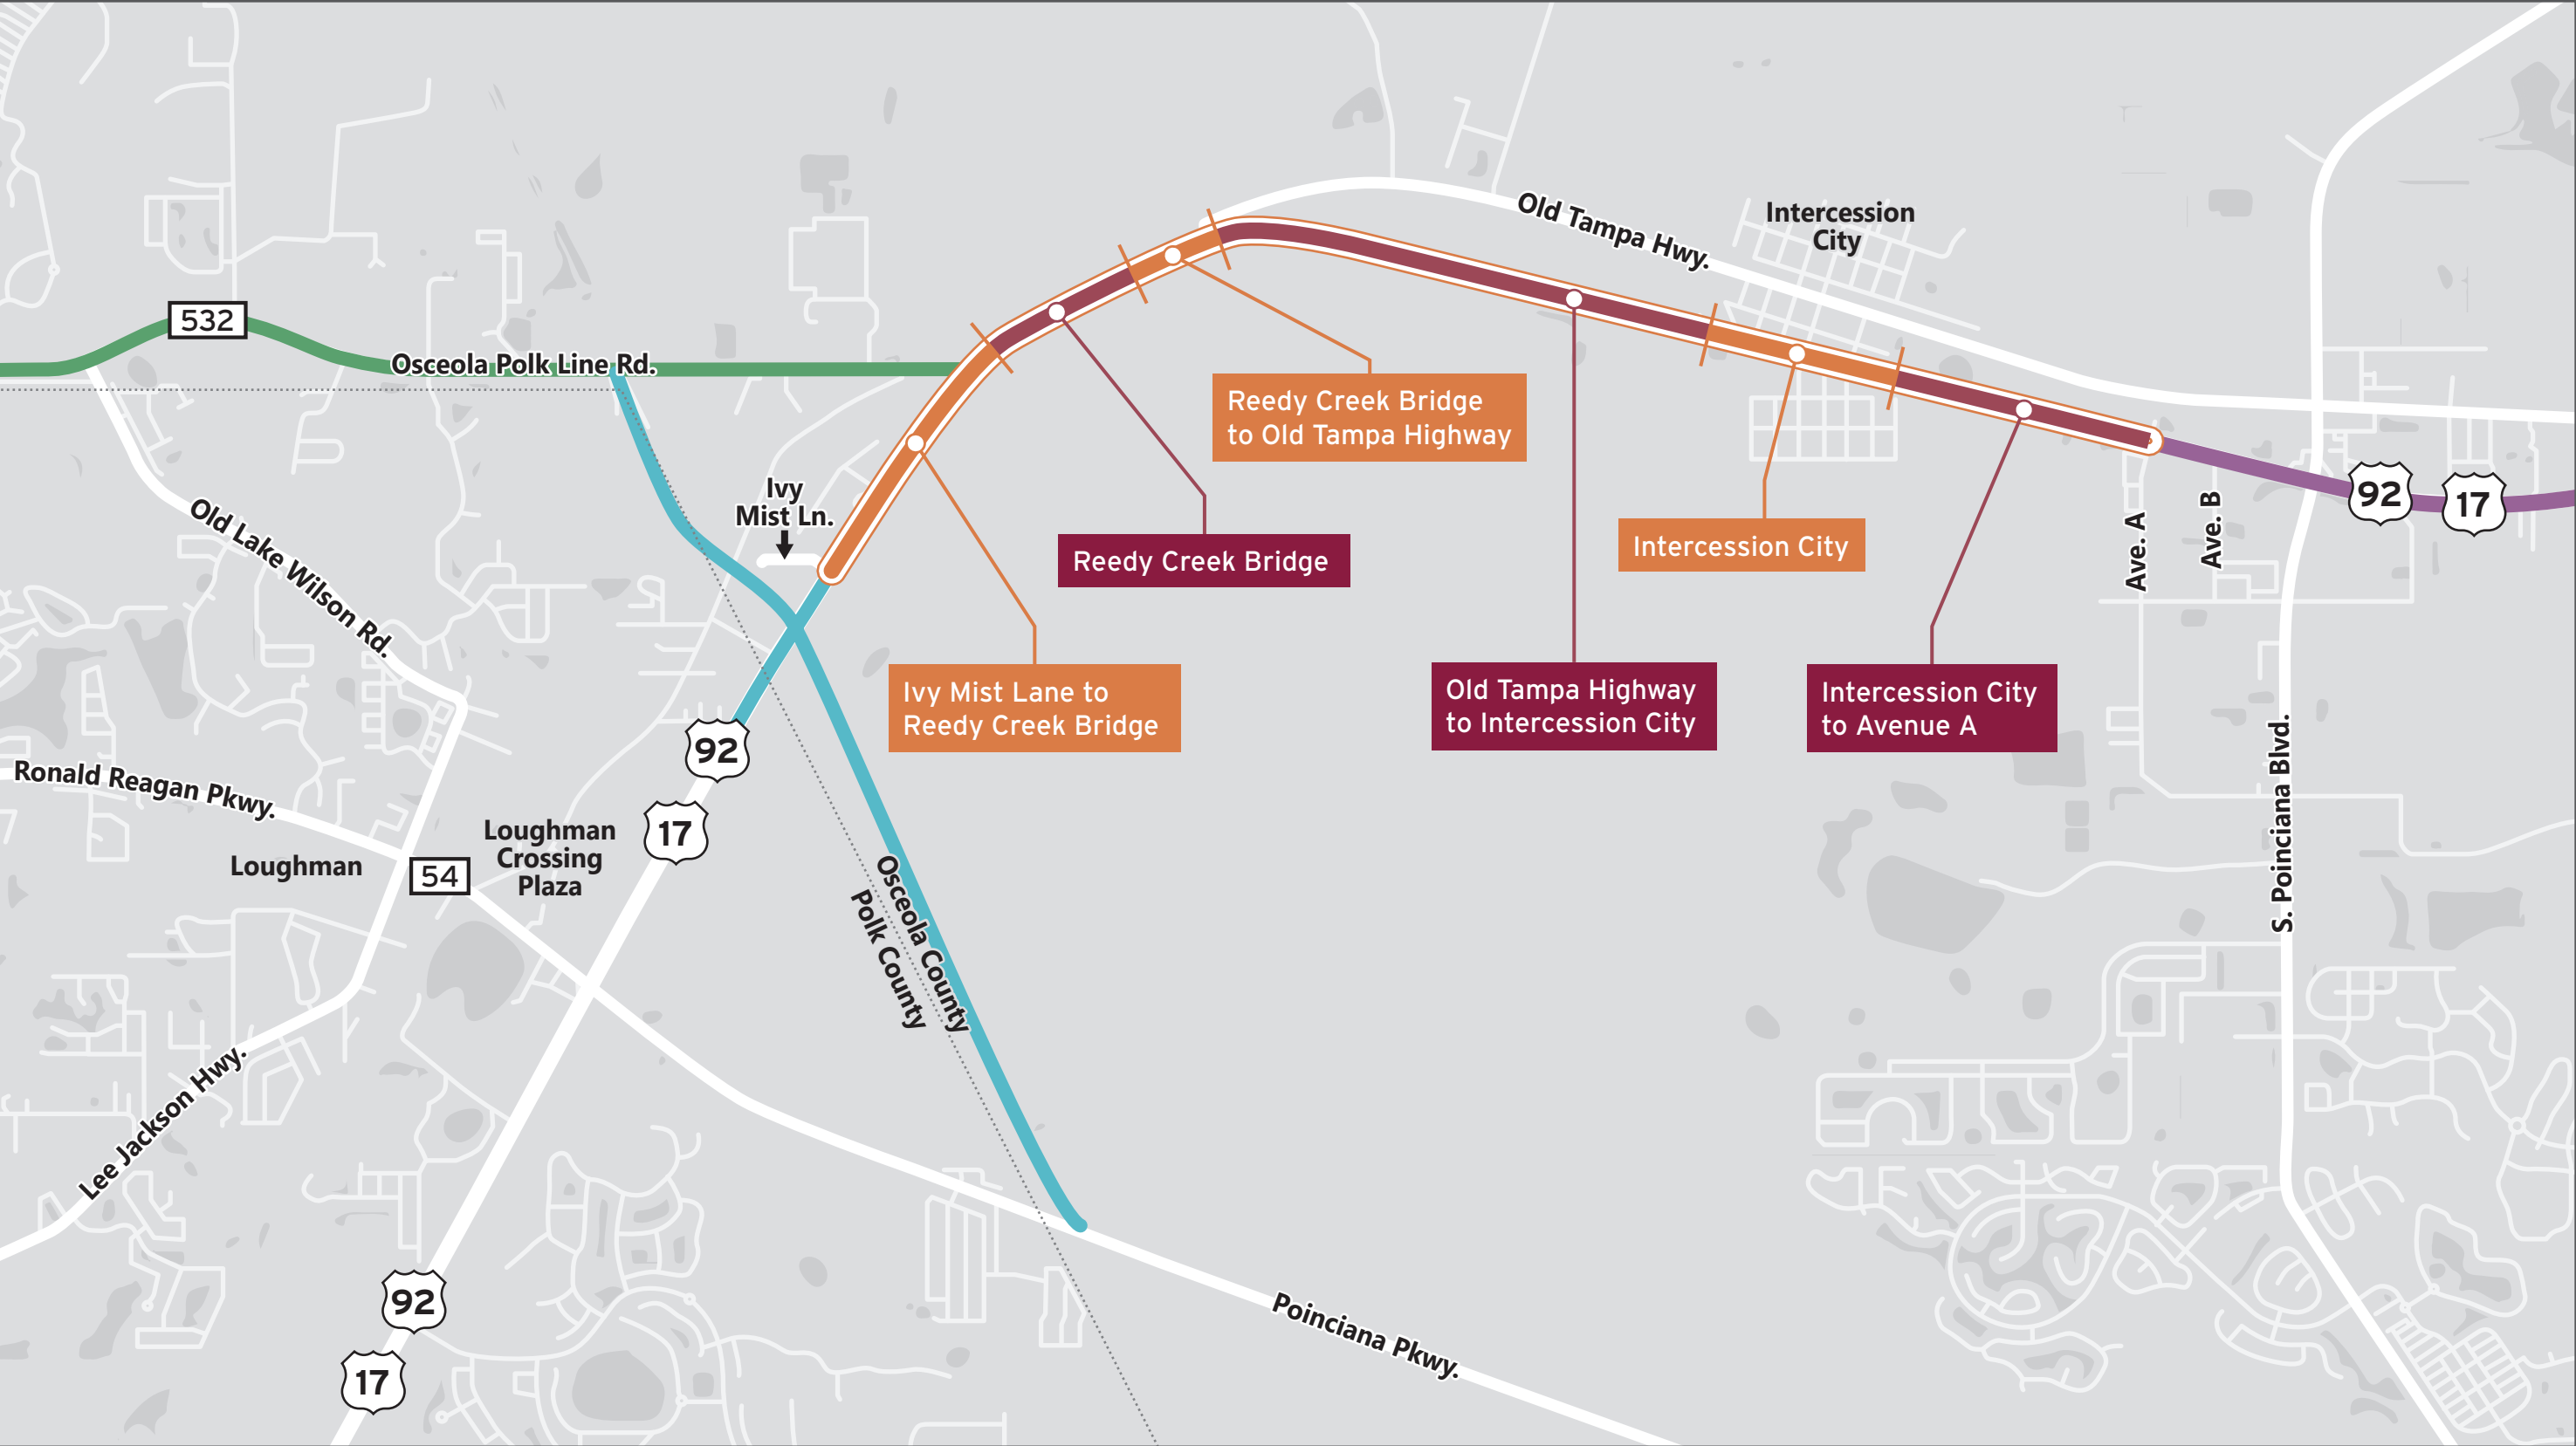 Old Tampa Hwy.
Intercession
City
532
Osceola Polk Line Rd.
Reedy Creek Bridge
to Old Tampa Highway
Ivy
Mist Ln.
92
17
Old Lake Wilson Rd.
Reedy Creek Bridge
Intercession City
Ave. A
Ave. B
Ivy Mist Lane to
Reedy Creek Bridge
Old Tampa Highway
to Intercession City
Intercession City
to Avenue A
92
17
Ronald Reagan Pkwy.
Loughman
54
Loughman
Crossing
Plaza
S. Poinciana Blvd.
Osceola County
Polk County
Lee Jackson Hwy.
92
17
Poinciana Pkwy.